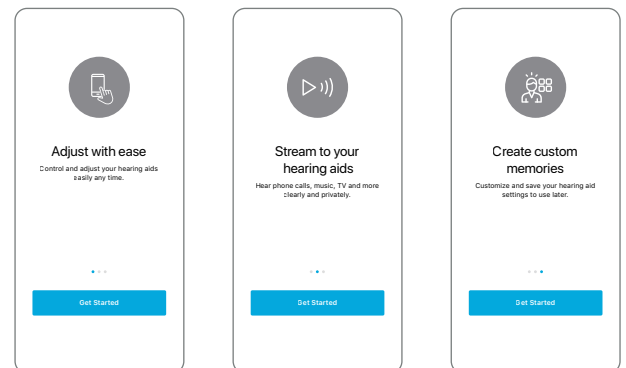 Adjust with ease
Control and adjust your hearing aids
easily any time.
Get Started
Stream to your
hearing aids
Hear phone calls, music, TV and more
clearly and privately.
Get Started
Create custom
memories
Customize and save your hearing aid
settings to use later.
Get Started